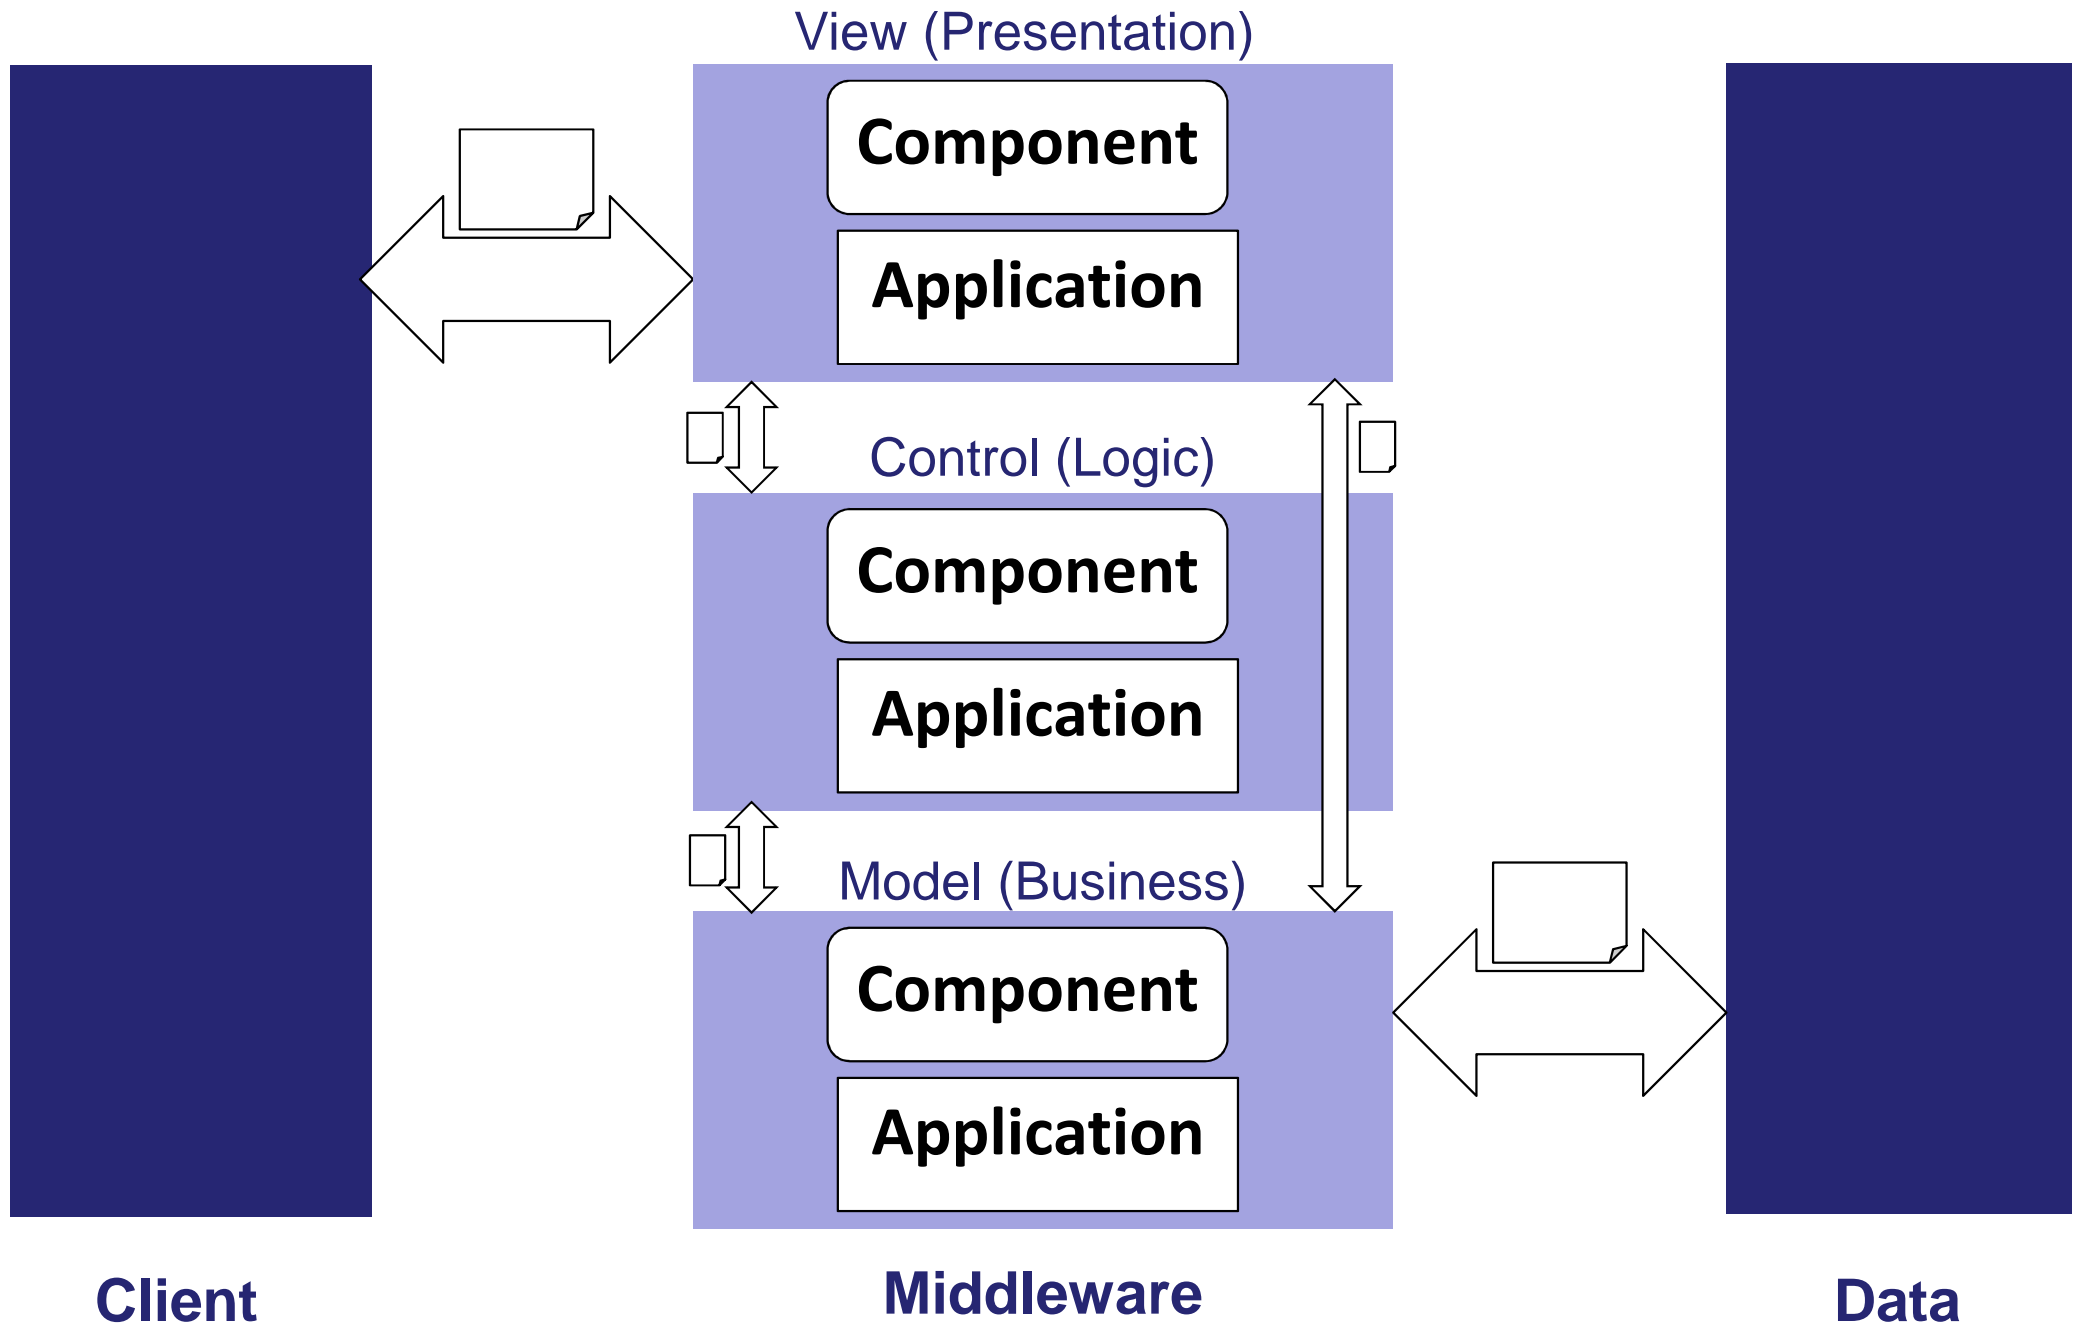 View (Presentation)
Component
Application
Control (Logic)
Component
Application
Model (Business)
Component
Application
Client
Middleware
Data